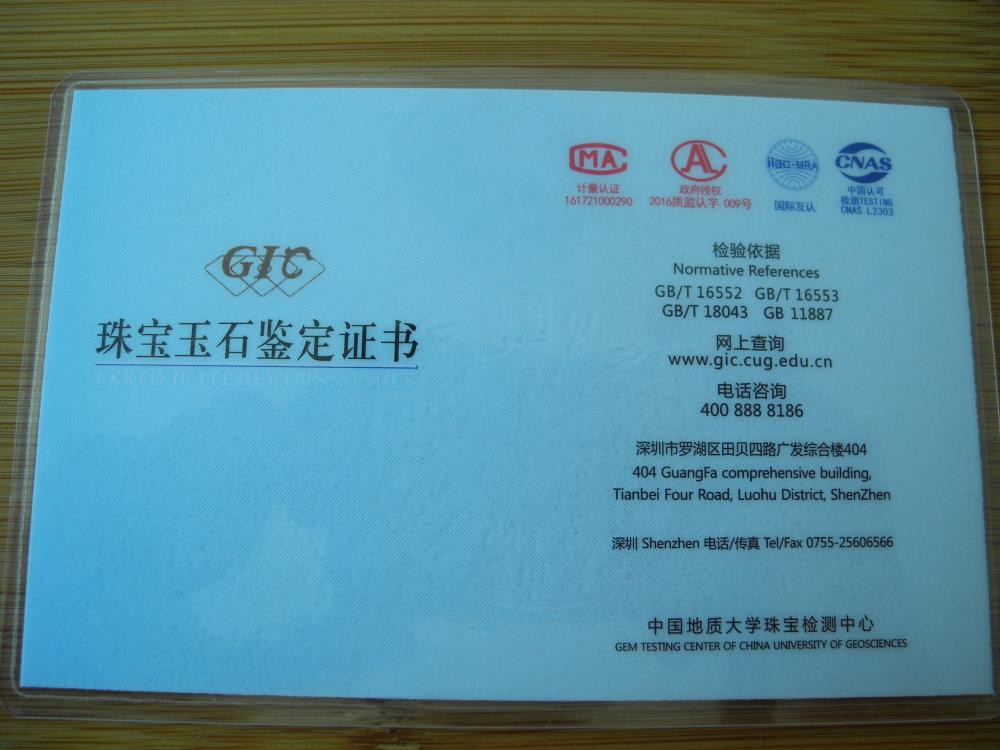 GIC
珠宝玉石鉴定证书
CERTIFICATE OF GEMS & JADES
MA
计量认证
161721000290
AL
政府授权
2016质监认字 009号
ilac-MRA
国际互认
CNAS
中国认可
检测TESTING
CNAS L2303
检验依据
Normative References
GB/T 16552 GB/T 16553
GB/T 18043 GB 11887
网上查询
www.gic.cug.edu.cn
电话咨询
400 888 8186
深圳市罗湖区田贝四路广发综合楼404
404 GuangFa comprehensive building,
Tianbei Four Road, Luohu District, ShenZhen
深圳 Shenzhen 电话/传真 Tel/Fax 0755-25606566
中国地质大学珠宝检测中心
GEM TESTING CENTER OF CHINA UNIVERSITY OF GEOSCIENCES